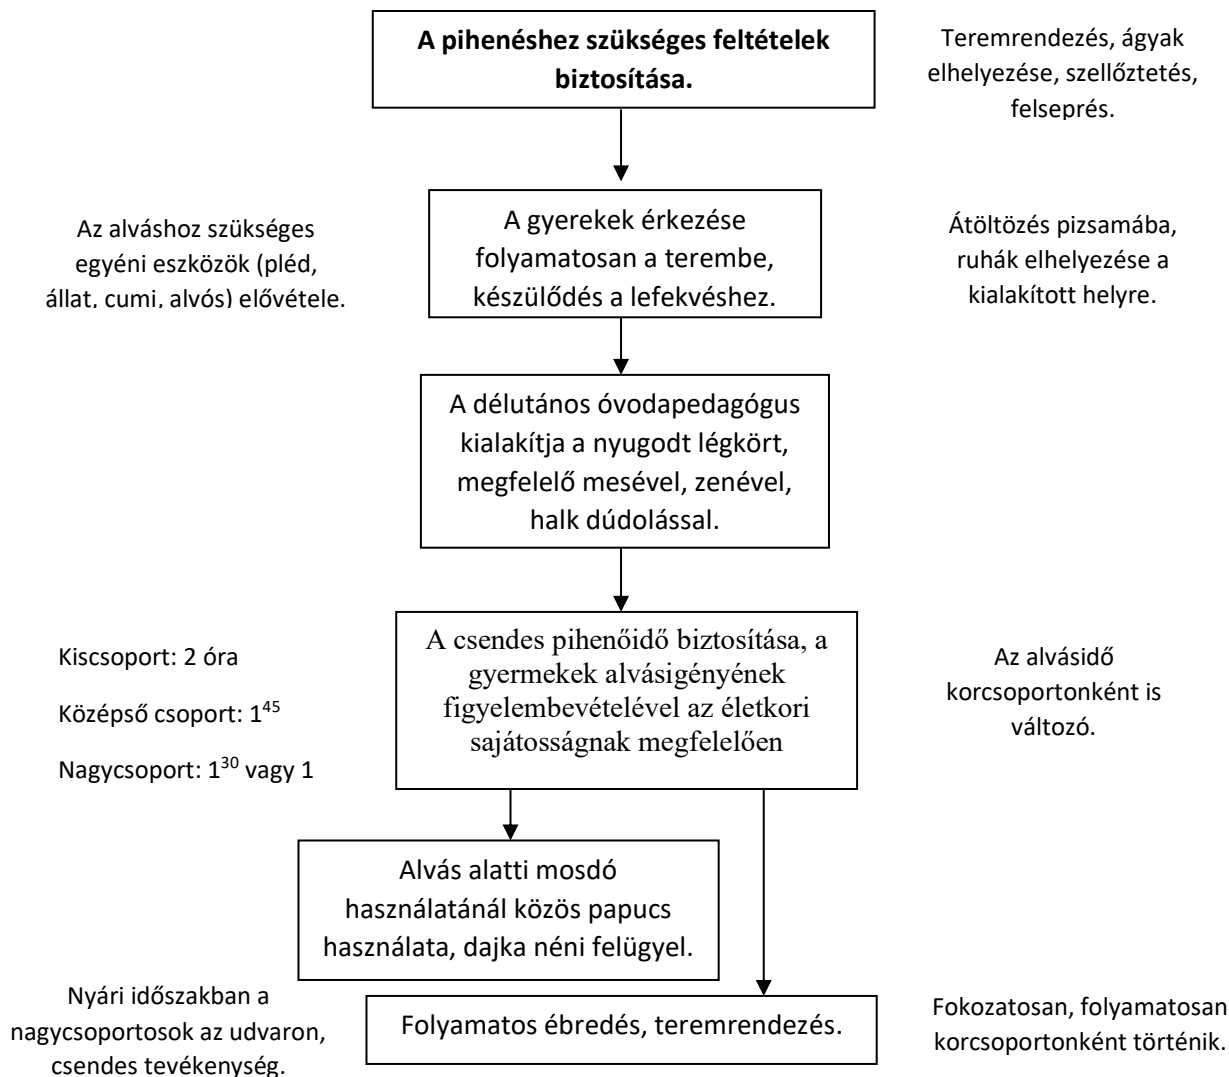 A pihenéshez szükséges feltételek
biztosítása.
Teremrendezés, ágyak
elhelyezése, szellőztetés,
felseprés.
Az alváshoz szükséges
egyéni eszközök (pléd,
állat, cumi, alvós) elővétele.
A gyerekek érkezése
folyamatosan a terembe,
készülődés a lefekvéshez.
Átöltözés pizsamába,
ruhák elhelyezése a
kialakított helyre.
A délutános óvodapedagógus
kialakítja a nyugodt légkört,
megfelelő mesével, zenével,
halk dúdolással.
Kiscsoport: 2 óra
Középső csoport: 1⁴⁵
Nagycsoport: 1³⁰ vagy 1
A csendes pihenőidő biztosítása, a
gyermekek alvásigényének
figyelembevételével az életkori
sajátosságnak megfelelően
Az alvásidő
korcsoportonként is
változó.
Alvás alatti mosdó
használatánál közös papucs
használata, dajka néni felügyel.
Nyári időszakban a
nagycsoportosok az udvaron,
csendes tevékenység.
Folyamatos ébredés, teremrendezés.
Fokozatosan, folyamatosan
korcsoportonként történik.